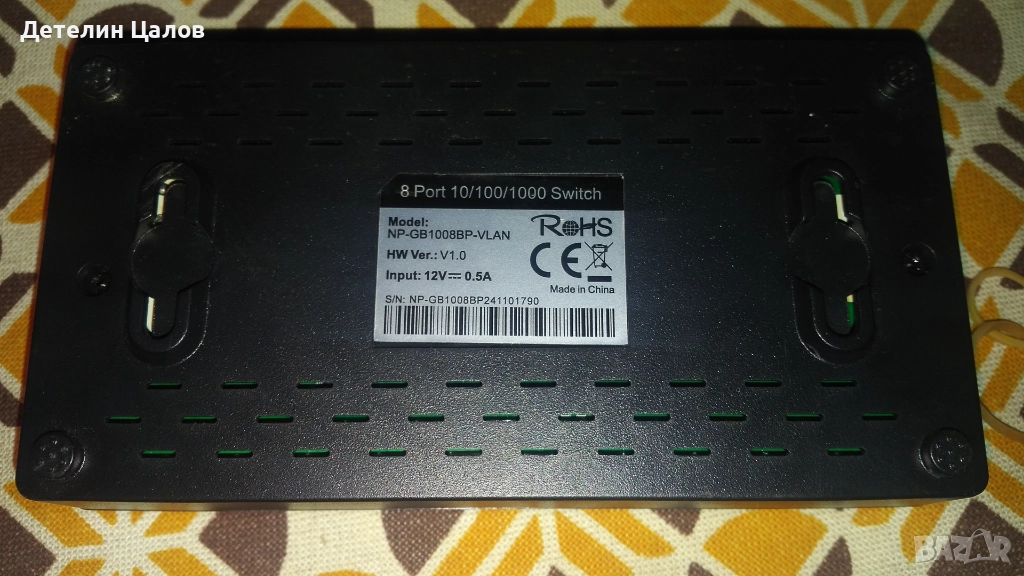 Детелин Цалов
8 Port 10/100/1000 Switch
Model:
NP-GB1008BP-VLAN
HW Ver.: V1.0
Input: 12V⎓ 0.5A
RoHS
CE
Made in China
S/N: NP-GB1008BP241101790
BAZAR